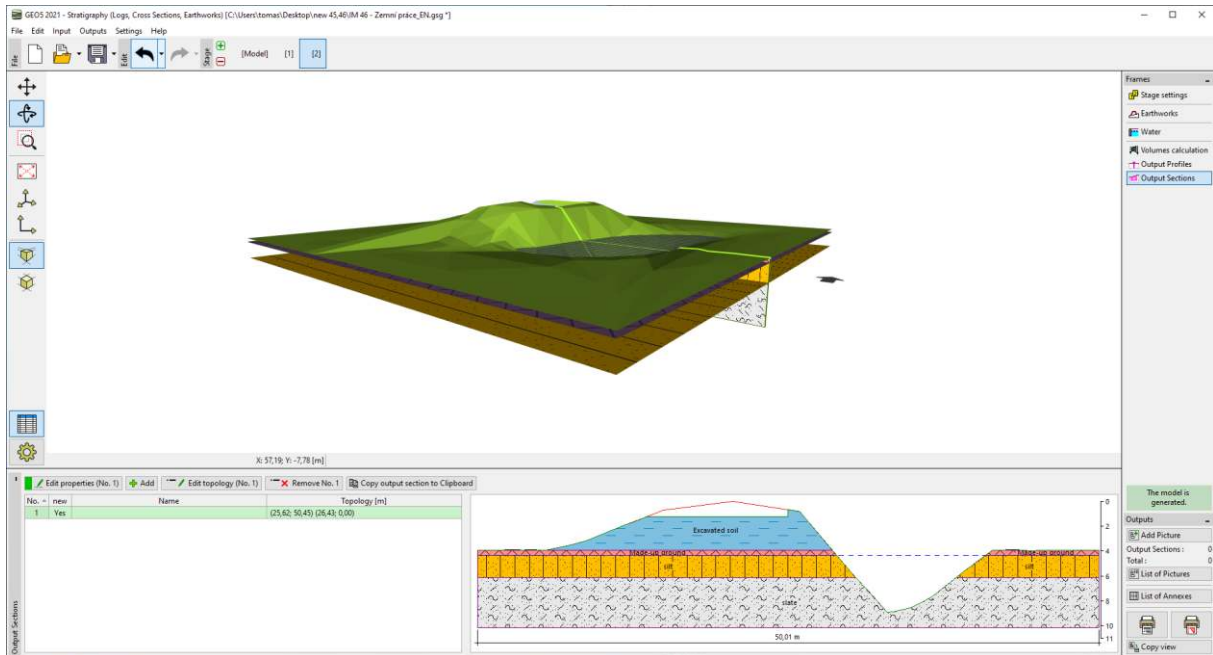 GEO5 2021 - Stratigraphy (Logs, Cross Sections, Earthworks) [C:\Users\tomas\Desktop\new 45,46\IM 46 - Zemní práce_EN.gsg *]
File Edit Input Outputs Settings Help
File
Edit
Stage
[Model] [1] [2]
Frames
Stage settings
Earthworks
Water
Volumes calculation
Output Profiles
Output Sections
X: 57,19; Y: -7,78 [m]
Edit properties (No. 1) Add Edit topology (No. 1) Remove No. 1 Copy output section to Clipboard
No. new Name Topology [m]
1 Yes (25,62; 50,45) (26,43; 0,00)
Output Sections
Excavated soil
Made-up ground
Made-up ground
silt
silt
slate
50,01 m
0
2
4
6
8
10
11
The model is
generated.
Outputs
Add Picture
Output Sections : 0
Total : 0
List of Pictures
List of Annexes
Copy view